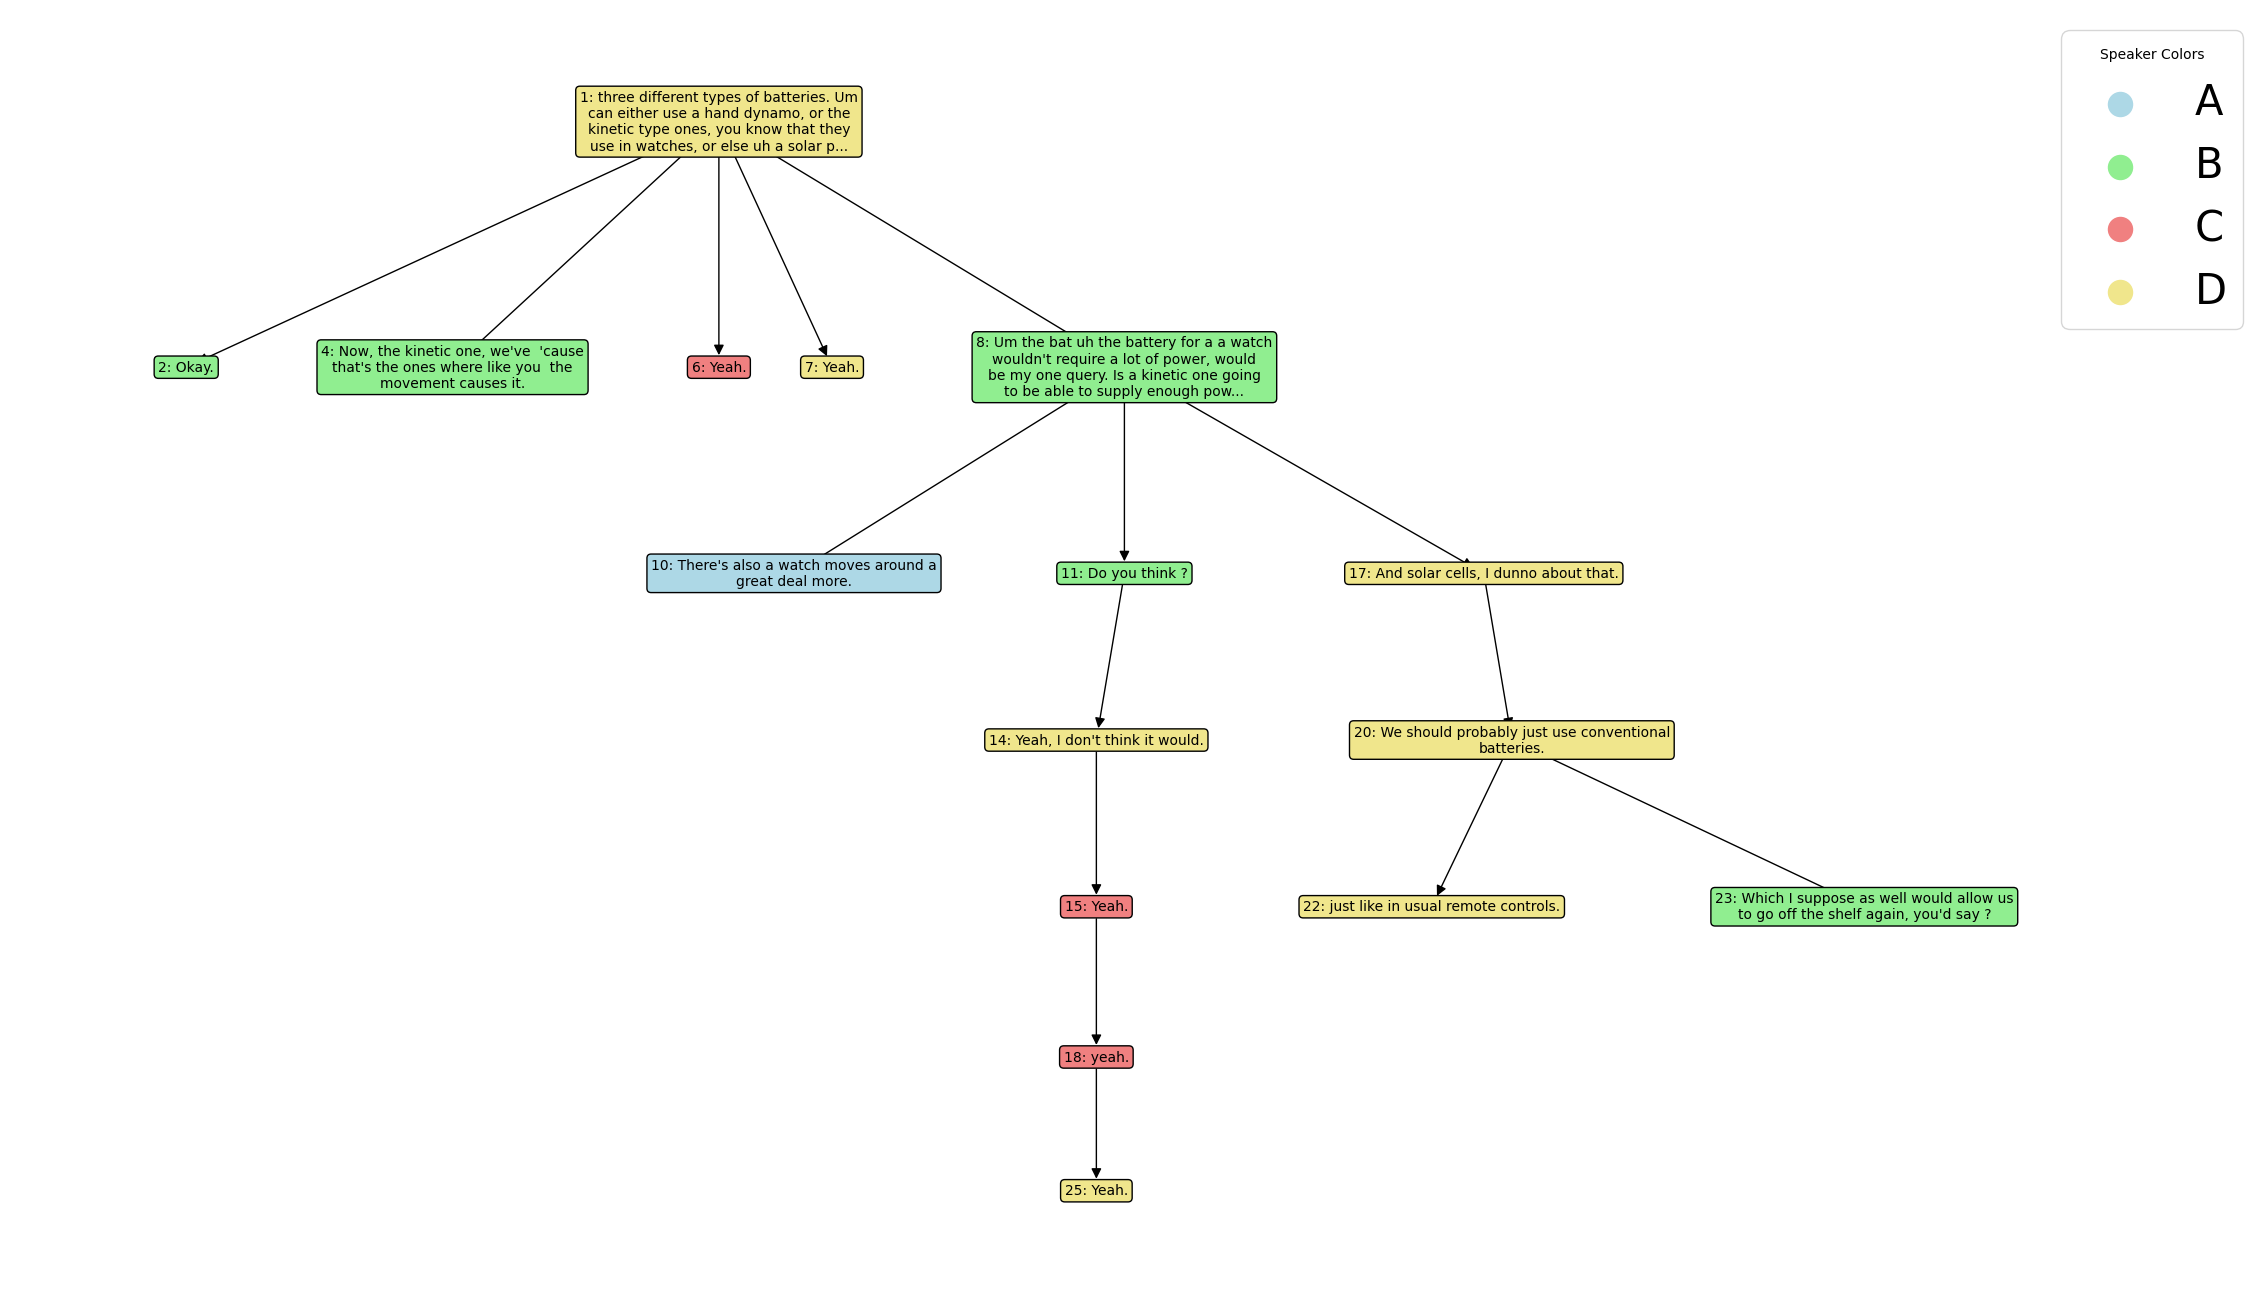 Speaker Colors
A
B
C
D
1: three different types of batteries. Um
can either use a hand dynamo, or the
kinetic type ones, you know that they
use in watches, or else uh a solar p...
2: Okay.
4: Now, the kinetic one, we've  'cause
that's the ones where like you  the
movement causes it.
6: Yeah.
7: Yeah.
8: Um the bat uh the battery for a a watch
wouldn't require a lot of power, would
be my one query. Is a kinetic one going
to be able to supply enough pow...
10: There's also a watch moves around a
great deal more.
11: Do you think ?
17: And solar cells, I dunno about that.
14: Yeah, I don't think it would.
20: We should probably just use conventional
batteries.
15: Yeah.
22: just like in usual remote controls.
23: Which I suppose as well would allow us
to go off the shelf again, you'd say ?
18: yeah.
25: Yeah.